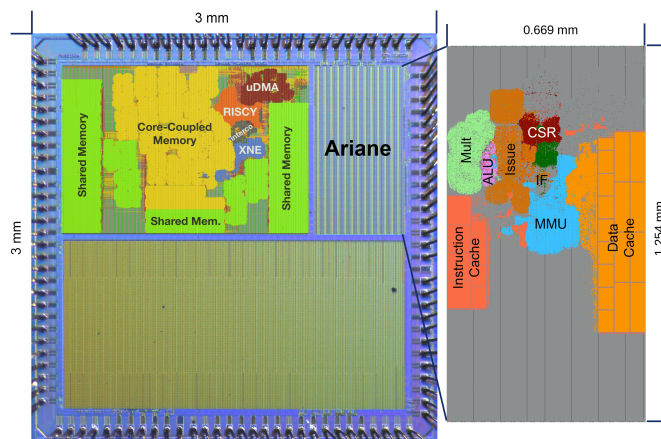 3 mm
0.669 mm
3 mm
1.254 mm
Shared Memory
Core-Coupled
Memory
uDMA
RISCY
Interco
XNE
Shared Memory
Shared Mem.
Ariane
Mult
ALU
Issue
CSR
IF
MMU
Instruction
Cache
Data
Cache